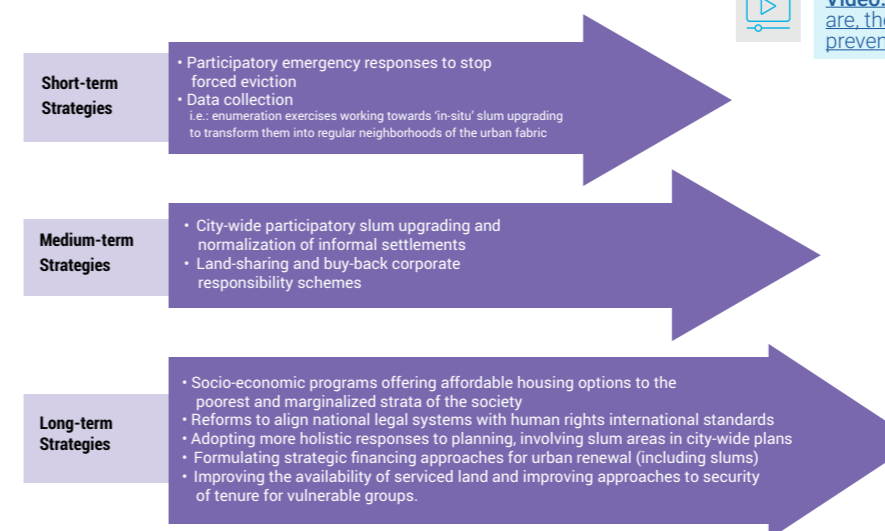 Video:
are, the
preven
Short-term
Strategies
• Participatory emergency responses to stop
forced eviction
• Data collection
i.e.: enumeration exercises working towards ‘in-situ’ slum upgrading
to transform them into regular neighborhoods of the urban fabric
Medium-term
Strategies
• City-wide participatory slum upgrading and
normalization of informal settlements
• Land-sharing and buy-back corporate
responsibility schemes
Long-term
Strategies
• Socio-economic programs offering affordable housing options to the
poorest and marginalized strata of the society
• Reforms to align national legal systems with human rights international standards
• Adopting more holistic responses to planning, involving slum areas in city-wide plans
• Formulating strategic financing approaches for urban renewal (including slums)
• Improving the availability of serviced land and improving approaches to security
of tenure for vulnerable groups.